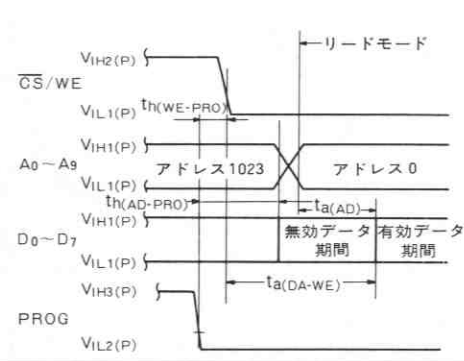 リードモード
VIH2(P)
CS/WE
VIL1(P)
th(WE-PRO)
VIH1(P)
A0~A9
アドレス1023
アドレス0
VIL1(P)
th(AD-PRO)
ta(AD)
VIH1(P)
D0~D7
無効データ
期間
有効データ
期間
VIL1(P)
ta(DA-WE)
VIH3(P)
PROG
VIL2(P)